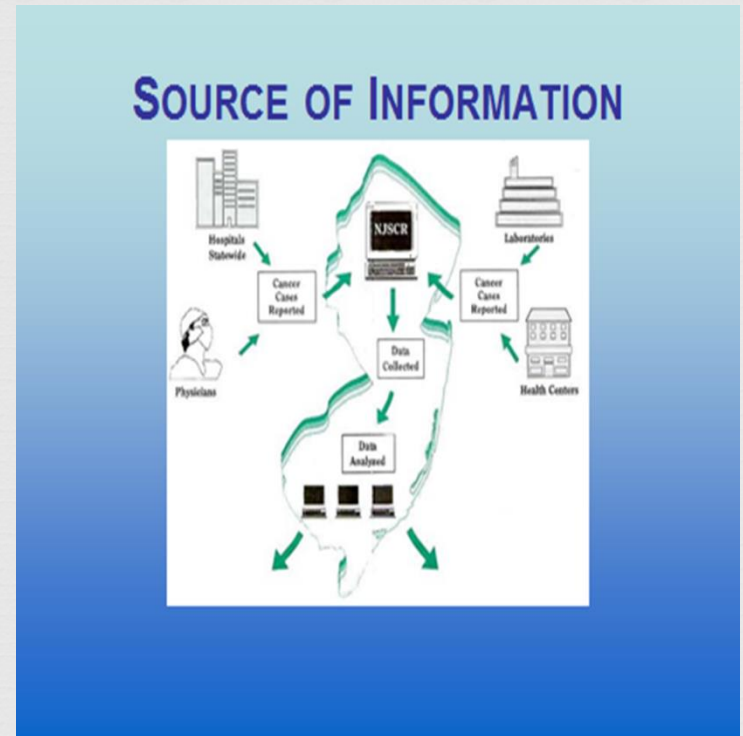 SOURCE OF INFORMATION
NJSCR
Hospitals
Statewide
Laboratories
Cancer
Cases
Reported
Cancer
Cases
Reported
Physicians
Data
Collected
Health Centers
Data
Analyzed